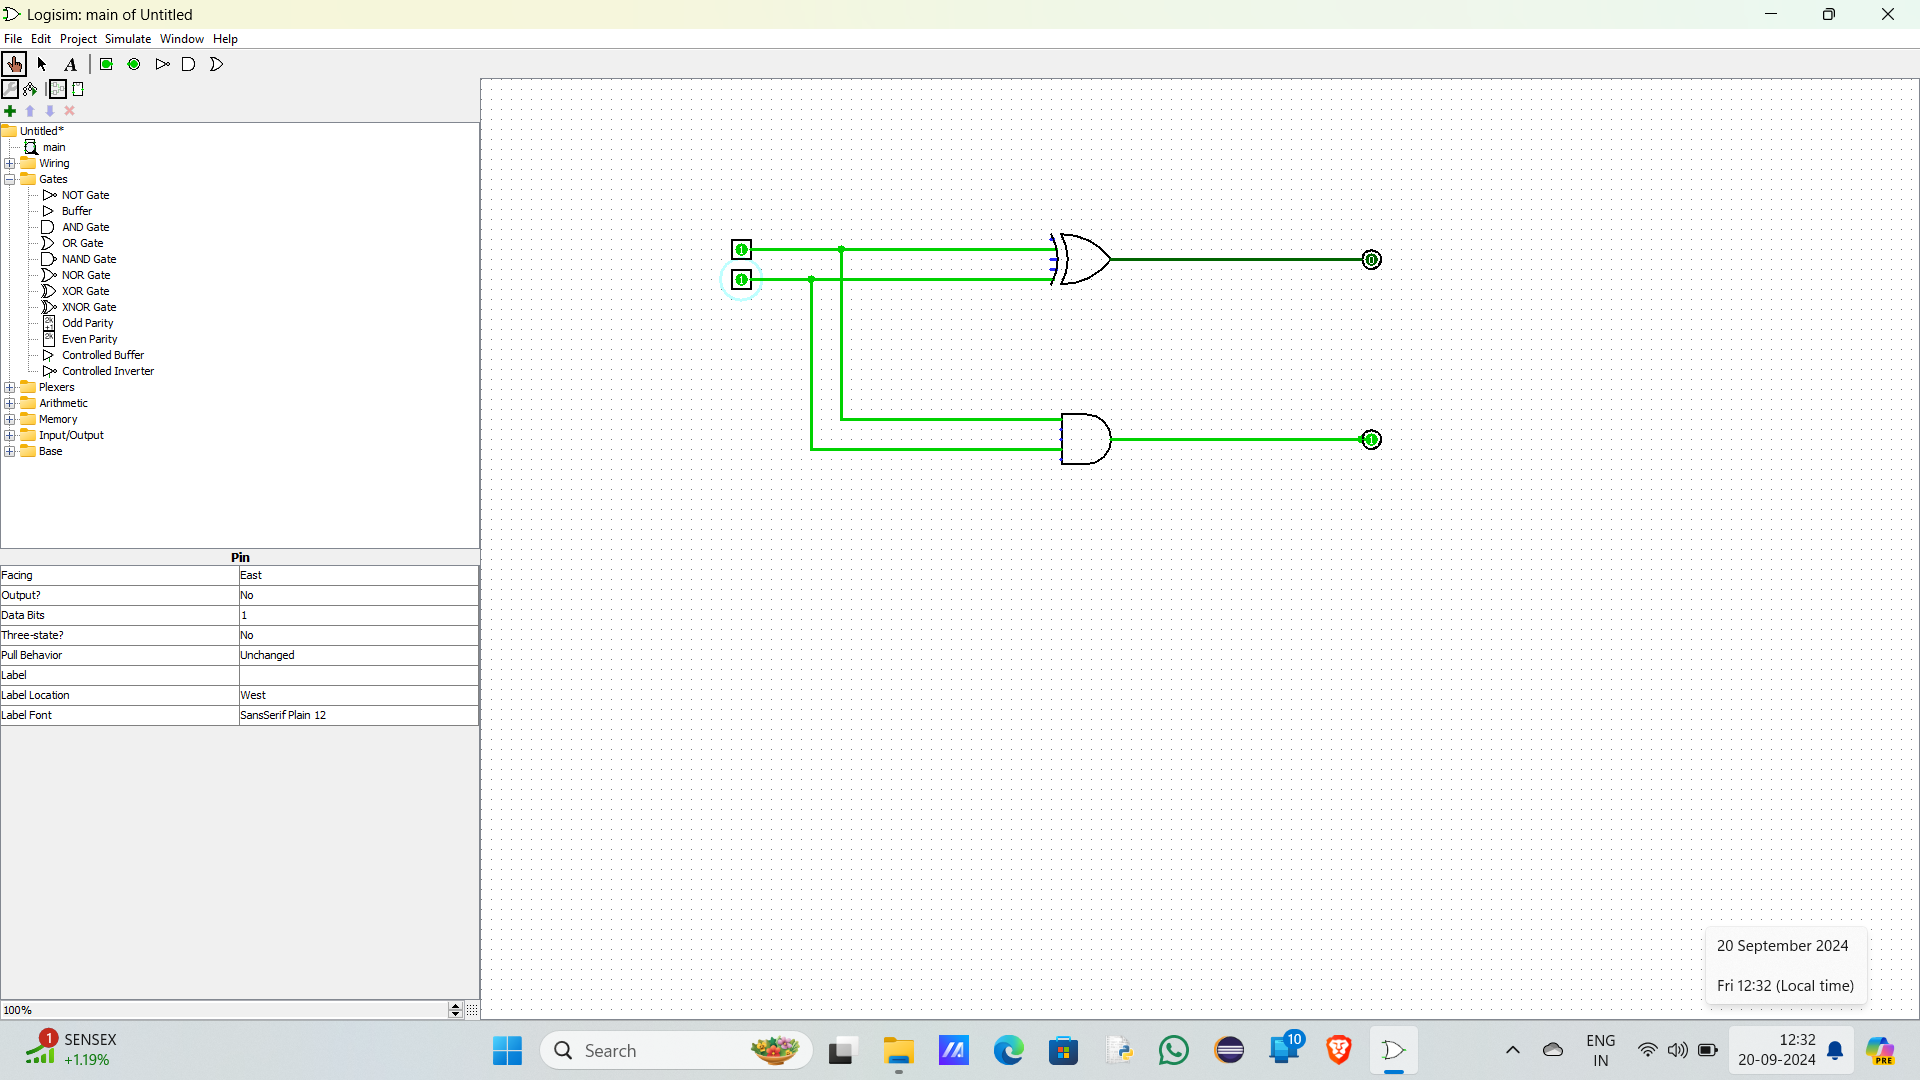 Logisim: main of Untitled
File Edit Project Simulate Window Help
A
Untitled*
main
Wiring
Gates
NOT Gate
Buffer
AND Gate
OR Gate
NAND Gate
NOR Gate
XOR Gate
XNOR Gate
Odd Parity
Even Parity
Controlled Buffer
Controlled Inverter
Plexers
Arithmetic
Memory
Input/Output
Base
Pin
Facing East
Output? No
Data Bits 1
Three-state? No
Pull Behavior Unchanged
Label
Label Location West
Label Font SansSerif Plain 12
100%
1
1
0
1
20 September 2024
Fri 12:32 (Local time)
1
SENSEX
+1.19%
Search
10
ENG
IN
12:32
20-09-2024
PRE